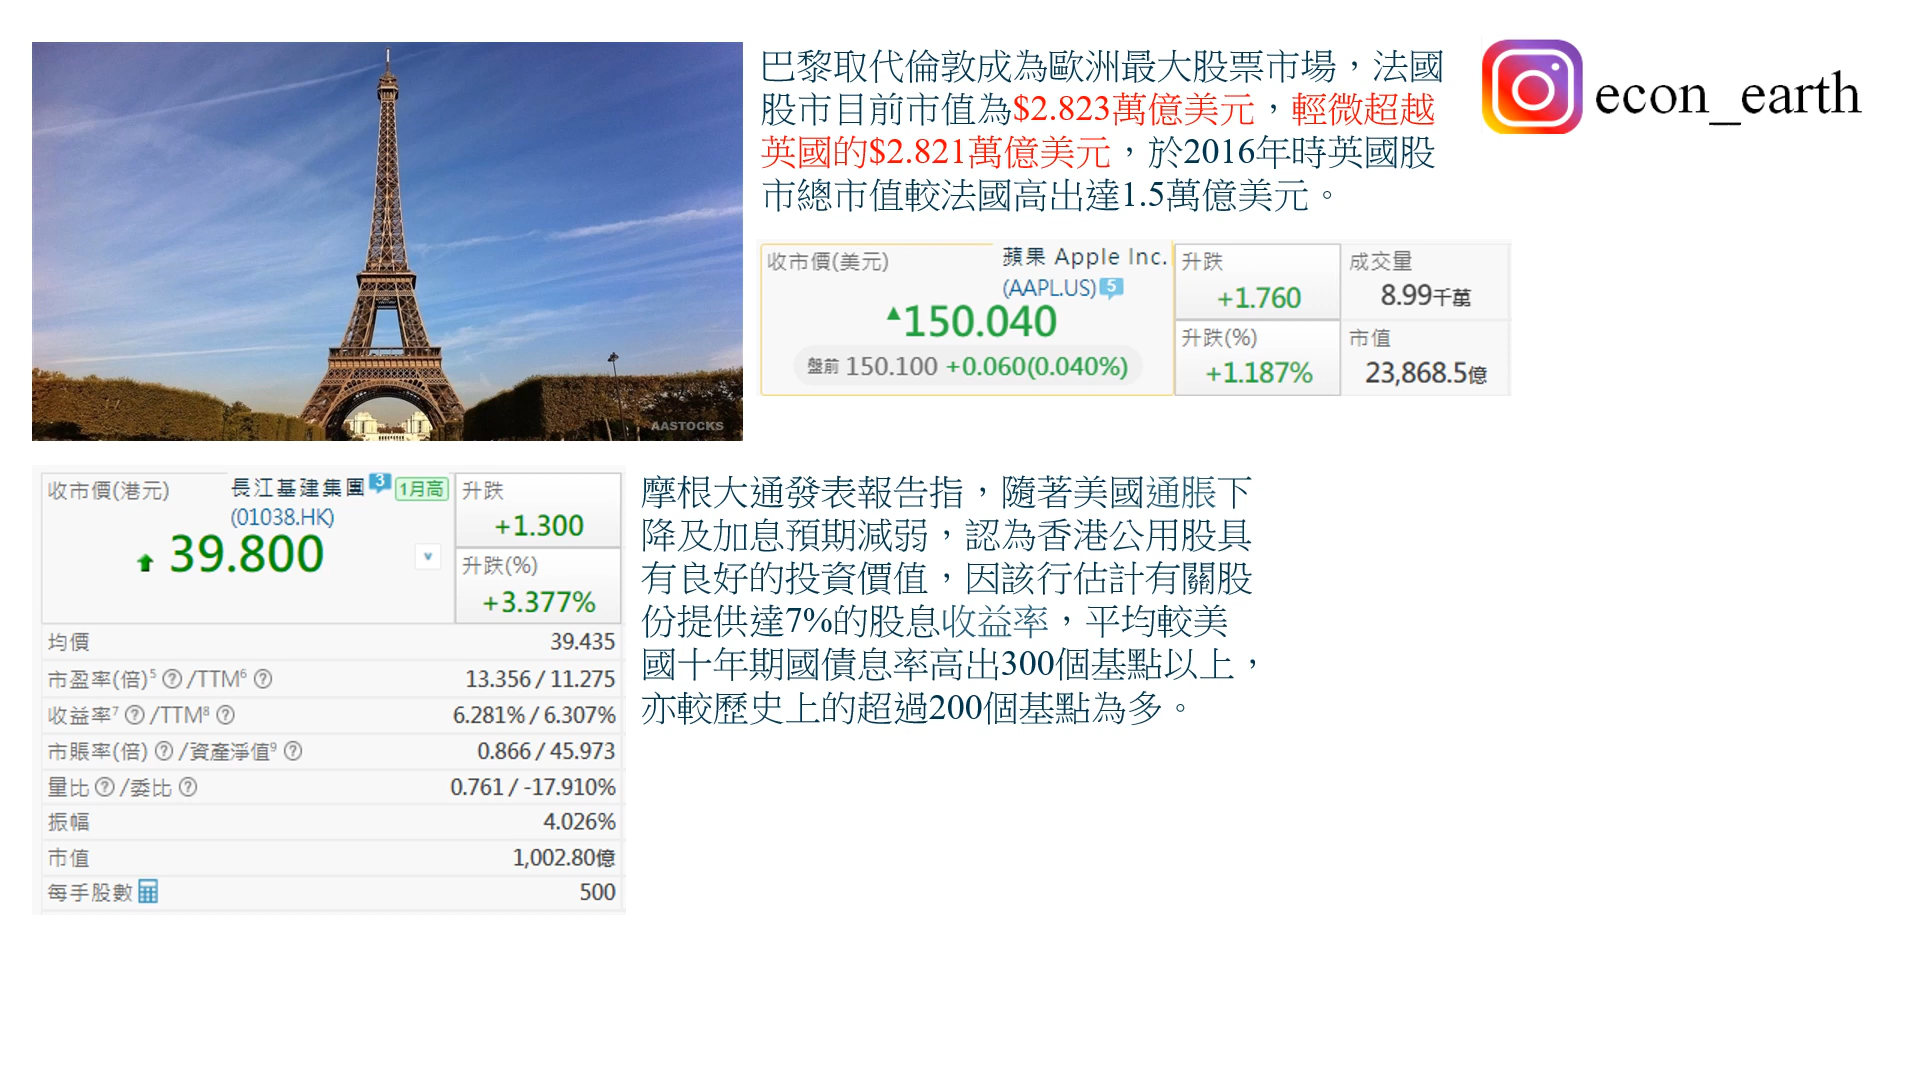 巴黎取代倫敦成為歐洲最大股票市場，法國
股市目前市值為$2.823萬億美元，輕微超越
英國的$2.821萬億美元，於2016年時英國股
市總市值較法國高出達1.5萬億美元。
econ_earth
AASTOCKS
收市價(美元)
蘋果 Apple Inc.
(AAPL.US) 5
▲150.040
盤前 150.100 +0.060(0.040%)
升跌
+1.760
升跌(%)
+1.187%
成交量
8.99千萬
市值
23,868.5億
收市價(港元)
長江基建集團 3 1月高
(01038.HK)
39.800
升跌
+1.300
升跌(%)
+3.377%
均價 39.435
市盈率(倍)5 ? /TTM6 ? 13.356 / 11.275
收益率7 ? /TTM8 ? 6.281% / 6.307%
市賬率(倍) ? /資產淨值9 ? 0.866 / 45.973
量比 ? /委比 ? 0.761 / -17.910%
振幅 4.026%
市值 1,002.80億
每手股數 500
摩根大通發表報告指，隨著美國通脹下
降及加息預期減弱，認為香港公用股具
有良好的投資價值，因該行估計有關股
份提供達7%的股息收益率，平均較美
國十年期國債息率高出300個基點以上，
亦較歷史上的超過200個基點為多。